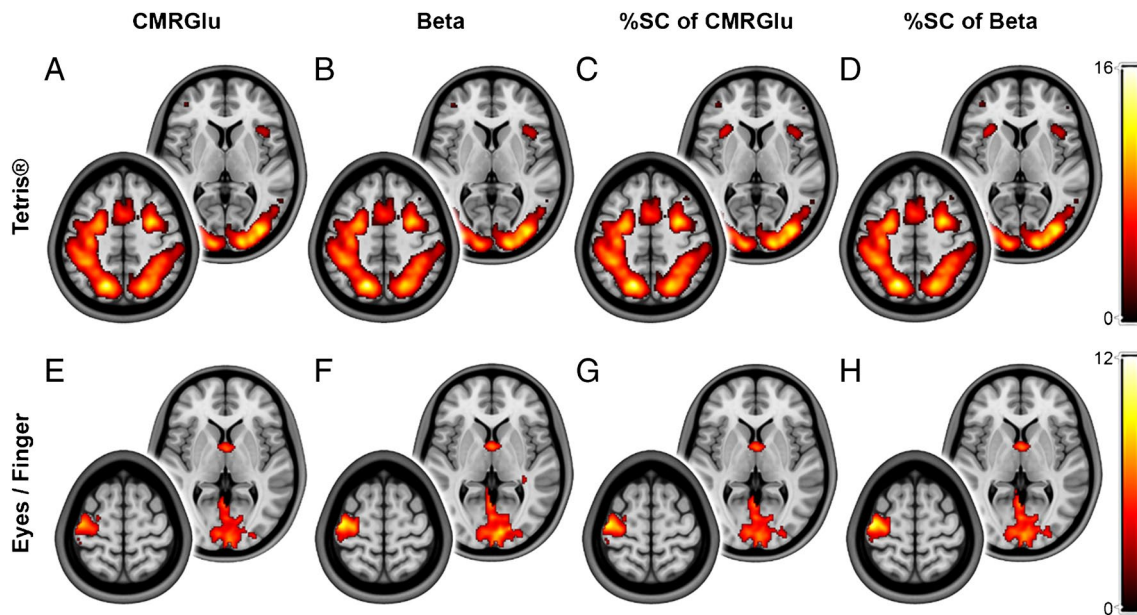 CMRGlu Beta %SC of CMRGlu %SC of Beta
A B C D
16
Tetris®
0
E F G H
12
Eyes / Finger
0